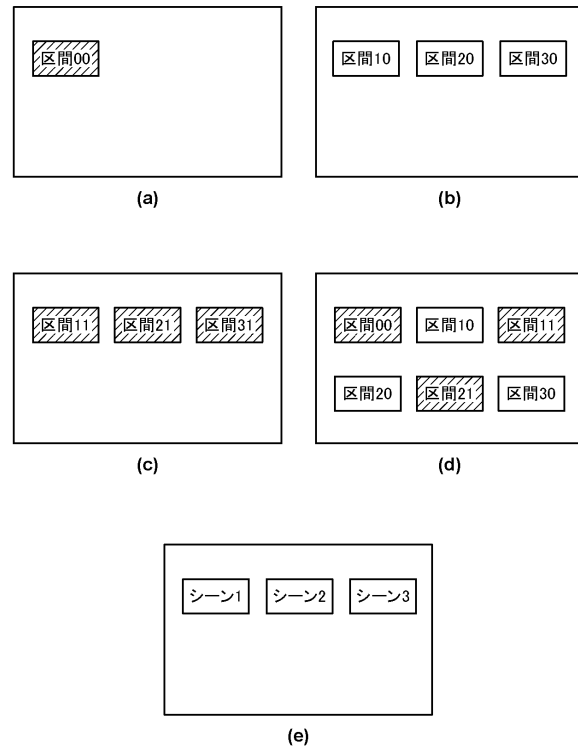 区間00
(a)
区間10 区間20 区間30
(b)
区間11 区間21 区間31
(c)
区間00 区間10 区間11
区間20 区間21 区間30
(d)
シーン1 シーン2 シーン3
(e)